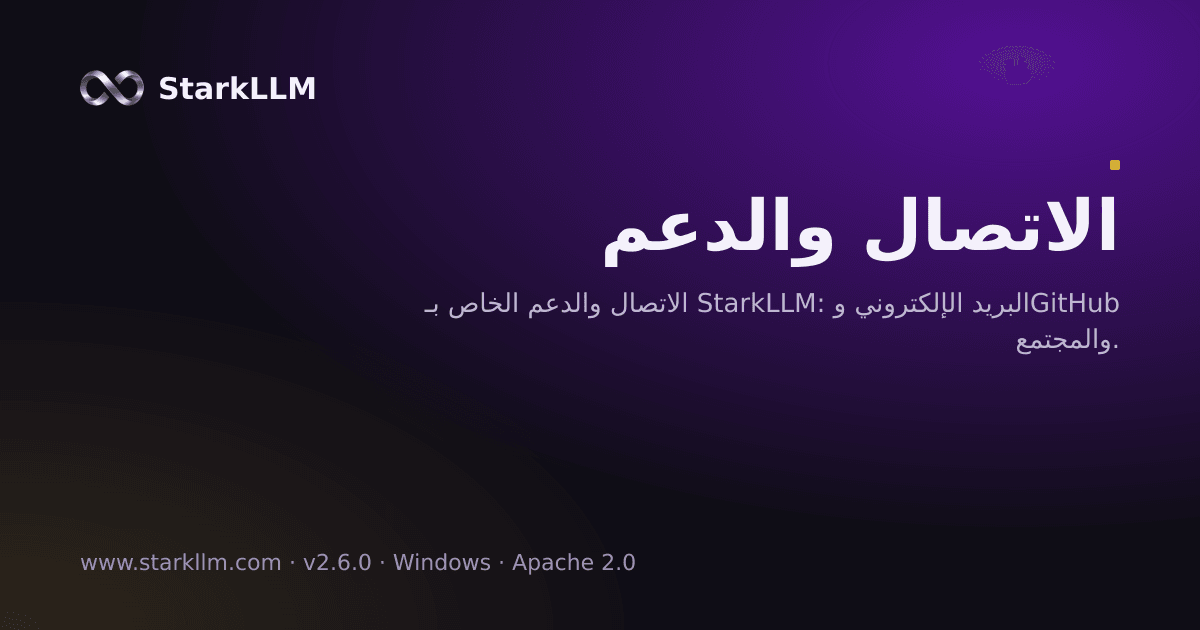 StarkLLM
الاتصال والدعم
الاتصال والدعم الخاص بـ StarkLLM: البريد الإلكتروني وGitHub
والمجتمع.
www.starkllm.com · v2.6.0 · Windows · Apache 2.0